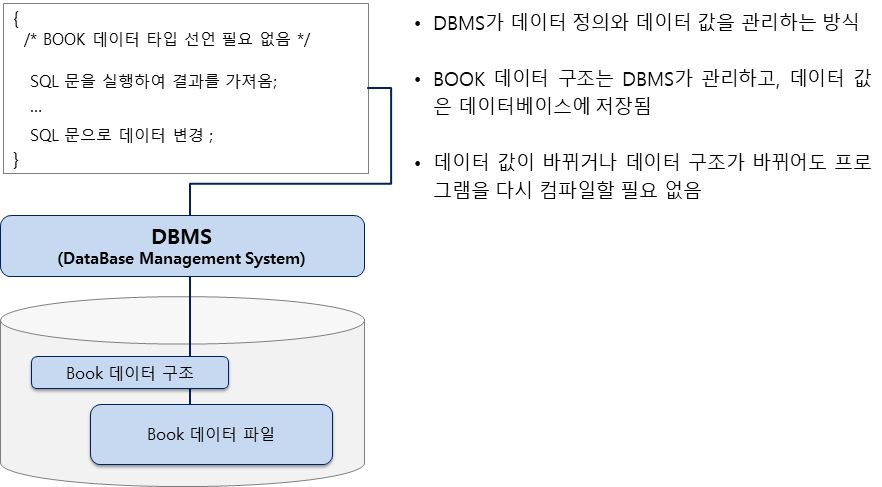 {
/* BOOK 데이터 타입 선언 필요 없음 */
SQL 문을 실행하여 결과를 가져옴;
...
SQL 문으로 데이터 변경 ;
}
DBMS
(DataBase Management System)
Book 데이터 구조
Book 데이터 파일
• DBMS가 데이터 정의와 데이터 값을 관리하는 방식
• BOOK 데이터 구조는 DBMS가 관리하고, 데이터 값
은 데이터베이스에 저장됨
• 데이터 값이 바뀌거나 데이터 구조가 바뀌어도 프로
그램을 다시 컴파일할 필요 없음